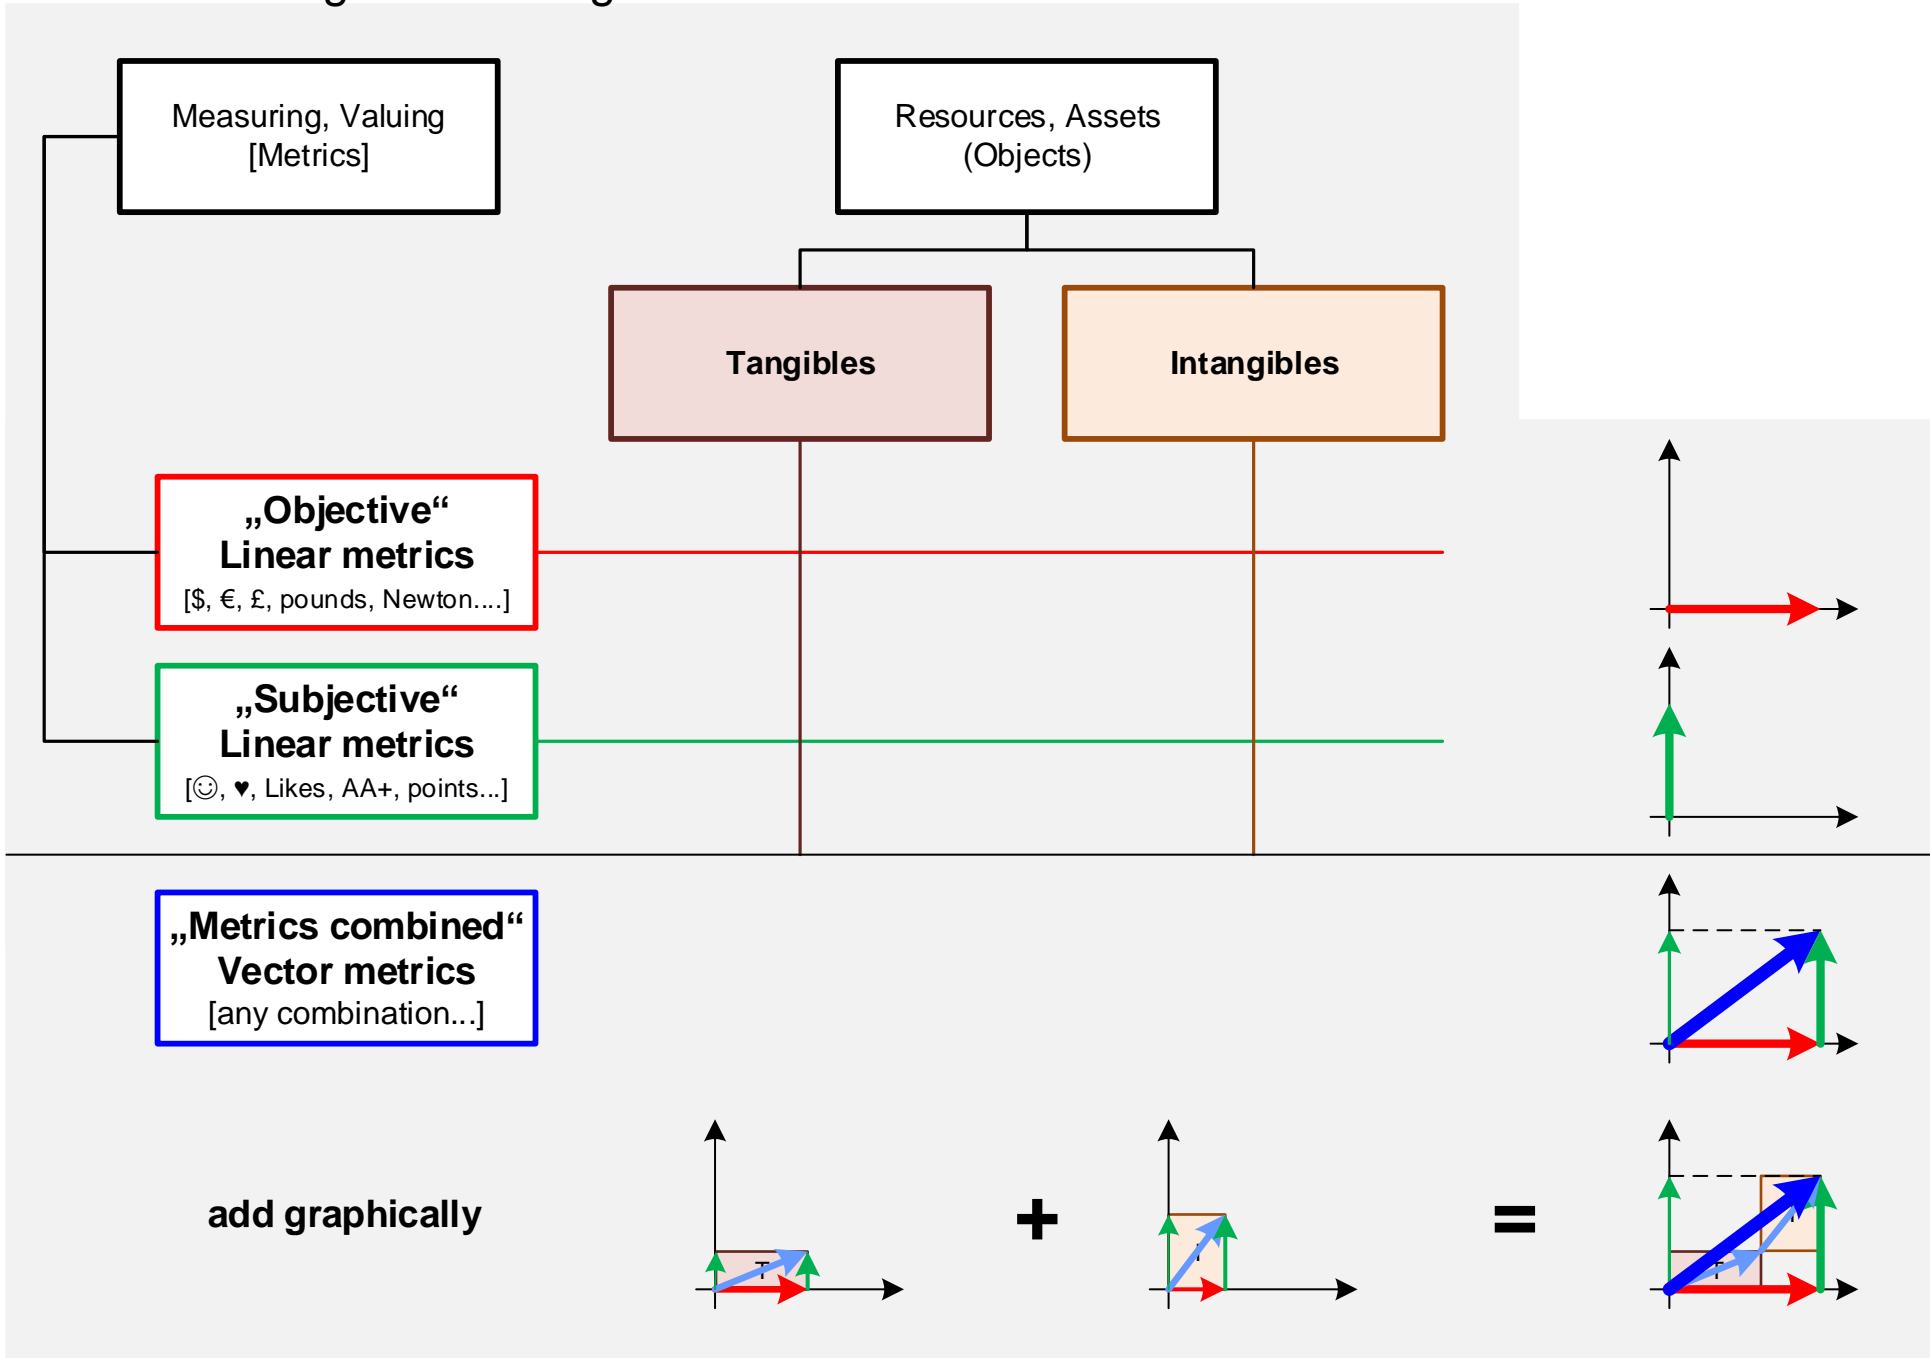 Measuring, Valuing
[Metrics]
Resources, Assets
(Objects)
Tangibles
Intangibles
„Objective“
Linear metrics
[$, €, £, pounds, Newton....]
„Subjective“
Linear metrics
[☺, ♥, Likes, AA+, points...]
„Metrics combined“
Vector metrics
[any combination...]
add graphically
T
I
+
=
T
I